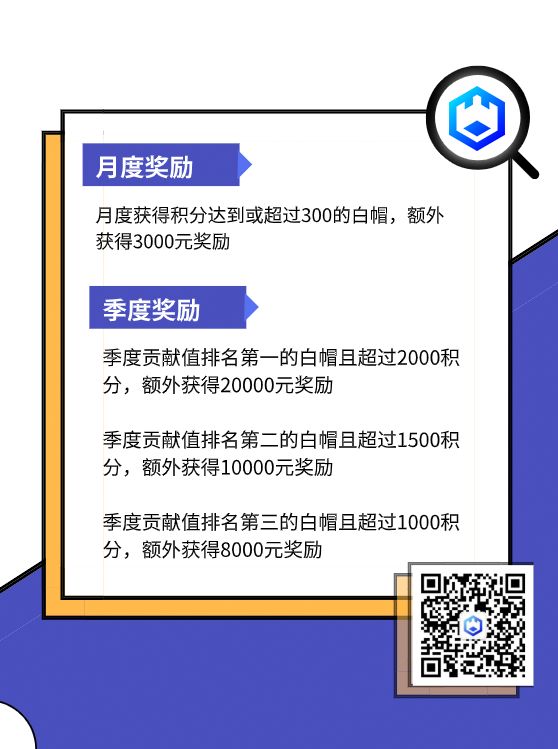 月度奖励
月度获得积分达到或超过300的白帽，额外
获得3000元奖励
季度奖励
季度贡献值排名第一的白帽且超过2000积
分，额外获得20000元奖励
季度贡献值排名第二的白帽且超过1500积
分，额外获得10000元奖励
季度贡献值排名第三的白帽且超过1000积
分，额外获得8000元奖励